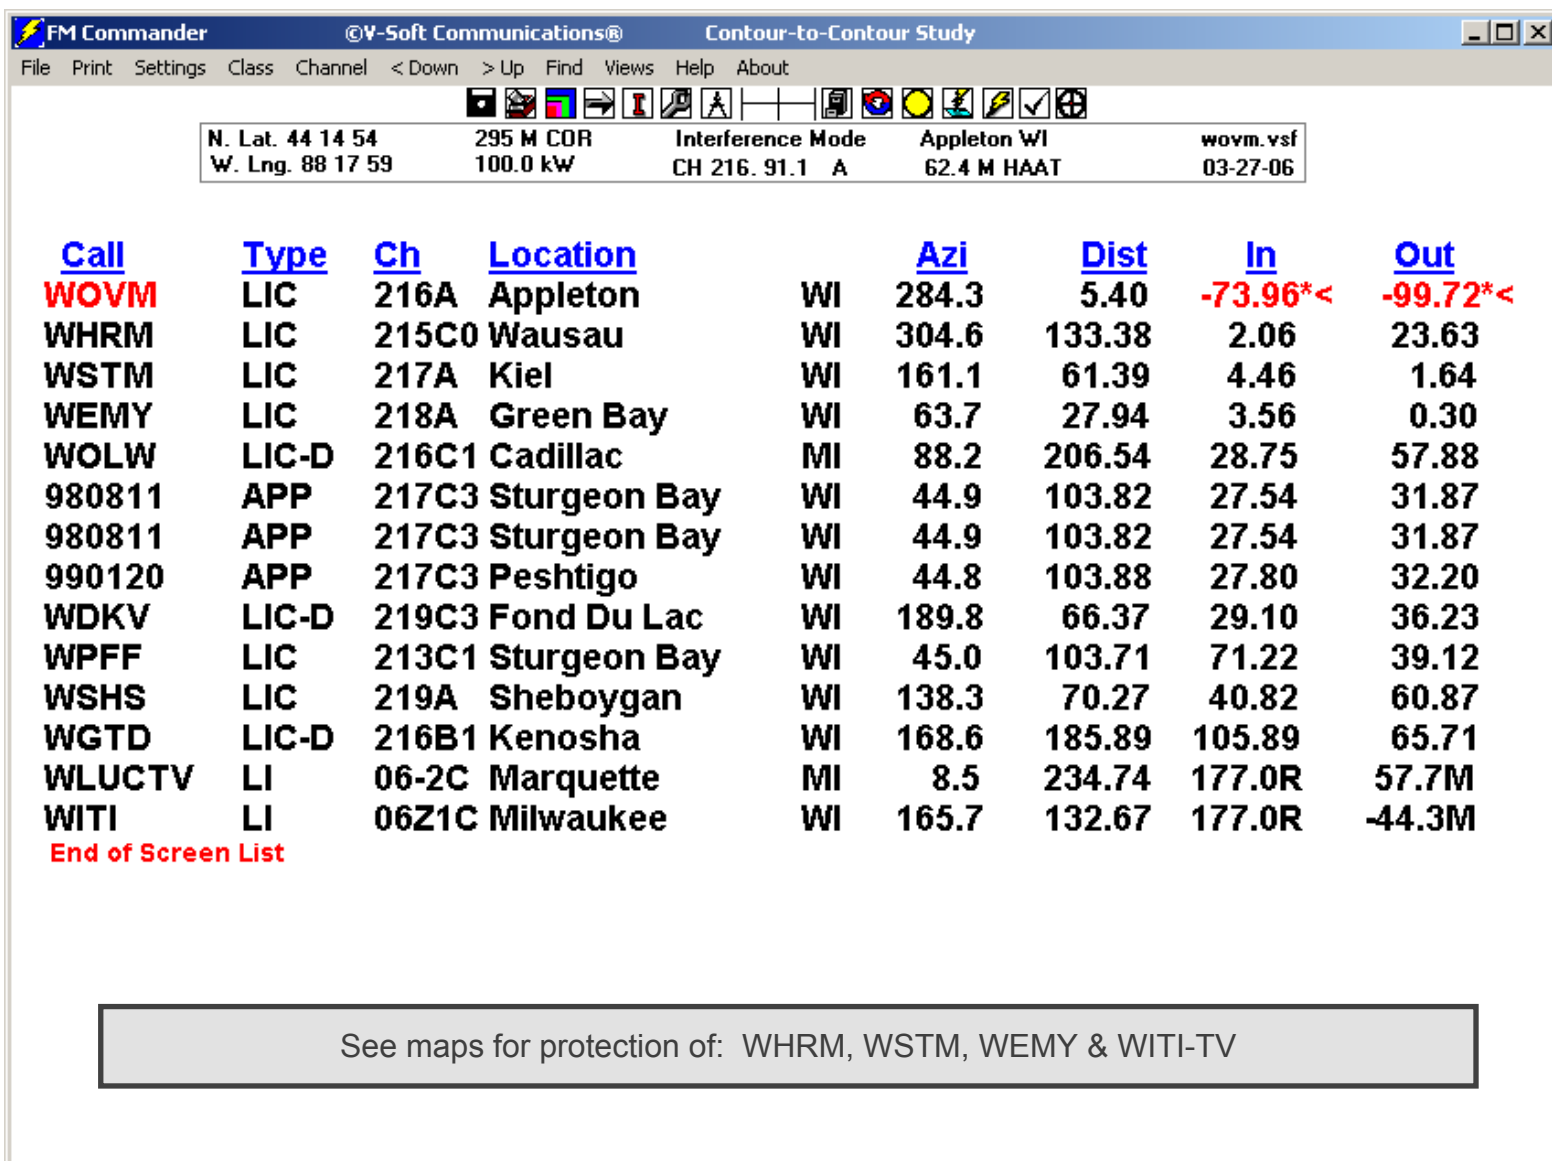 FM Commander ©V-Soft Communications® Contour-to-Contour Study
File Print Settings Class Channel < Down > Up Find Views Help About
N. Lat. 44 14 54 295 M COR Interference Mode Appleton WI wovm.vsf
W. Lng. 88 17 59 100.0 kW CH 216. 91.1 A 62.4 M HAAT 03-27-06
Call Type Ch Location Azi Dist In Out
WOVM LIC 216A Appleton WI 284.3 5.40 -73.96*< -99.72*<
WHRM LIC 215C0 Wausau WI 304.6 133.38 2.06 23.63
WSTM LIC 217A Kiel WI 161.1 61.39 4.46 1.64
WEMY LIC 218A Green Bay WI 63.7 27.94 3.56 0.30
WOLW LIC-D 216C1 Cadillac MI 88.2 206.54 28.75 57.88
980811 APP 217C3 Sturgeon Bay WI 44.9 103.82 27.54 31.87
980811 APP 217C3 Sturgeon Bay WI 44.9 103.82 27.54 31.87
990120 APP 217C3 Peshtigo WI 44.8 103.88 27.80 32.20
WDKV LIC-D 219C3 Fond Du Lac WI 189.8 66.37 29.10 36.23
WPFF LIC 213C1 Sturgeon Bay WI 45.0 103.71 71.22 39.12
WSHS LIC 219A Sheboygan WI 138.3 70.27 40.82 60.87
WGTD LIC-D 216B1 Kenosha WI 168.6 185.89 105.89 65.71
WLUCTV LI 06-2C Marquette MI 8.5 234.74 177.0R 57.7M
WITI LI 06Z1C Milwaukee WI 165.7 132.67 177.0R -44.3M
End of Screen List
See maps for protection of: WHRM, WSTM, WEMY & WITI-TV